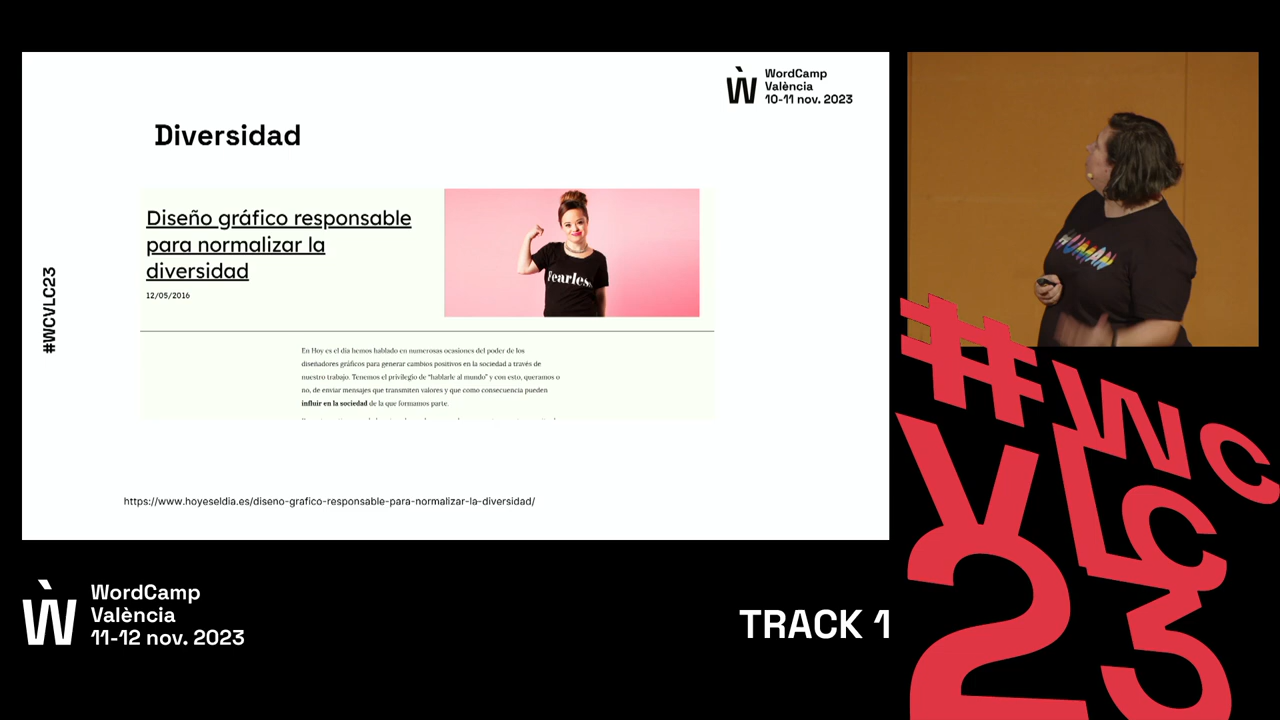 WordCamp
València
10-11 nov. 2023
Diversidad
#WCVLC23
Diseño gráfico responsable
para normalizar la
diversidad
12/05/2016
Fearless
En Hoy es el día hemos hablado en numerosas ocasiones del poder de los
diseñadores gráficos para generar cambios positivos en la sociedad a través de
nuestro trabajo. Tenemos el privilegio de “hablarle al mundo” y con esto, queramos o
no, de enviar mensajes que transmiten valores y que como consecuencia pueden
influir en la sociedad de la que formamos parte.
https://www.hoyeseldia.es/diseno-grafico-responsable-para-normalizar-la-diversidad/
HUMAN
WordCamp
València
11-12 nov. 2023
TRACK 1
#WC
VLC
23